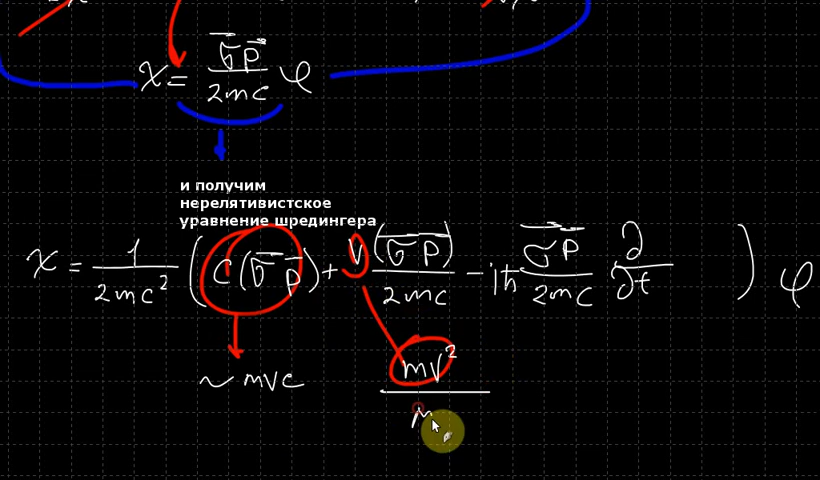 χ = (σ̄ p̄)/(2mc) φ
и получим
нерелятивистское
уравнение шредингера
χ = 1/(2mc²) (c(σ̄ p̄) + V (σ̄ p̄)/(2mc) − iħ (σ̄ p̄)/(2mc) ∂/∂t ) φ
~ mvc
mv²